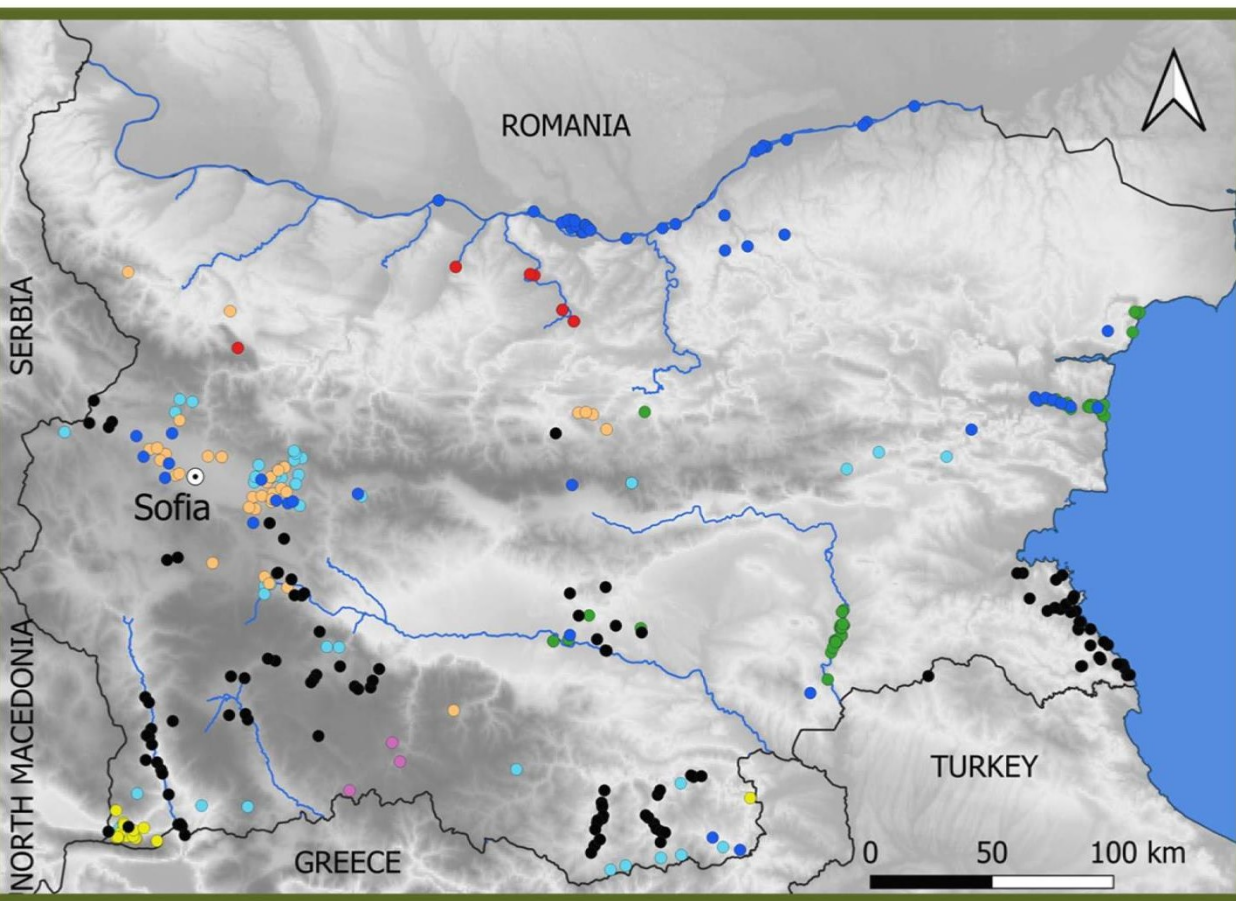 ROMANIA
SERBIA
Sofia
NORTH MACEDONIA
TURKEY
GREECE
0 50 100 km